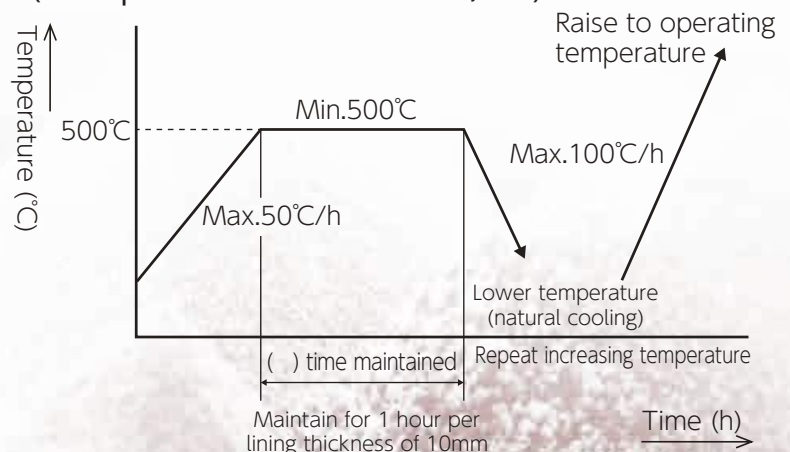 Raise to operating
temperature
Temperature (℃)
Min.500℃
500℃
Max.100℃/h
Max.50℃/h
Lower temperature
(natural cooling)
( ) time maintained
Repeat increasing temperature
Maintain for 1 hour per
lining thickness of 10mm
Time (h)